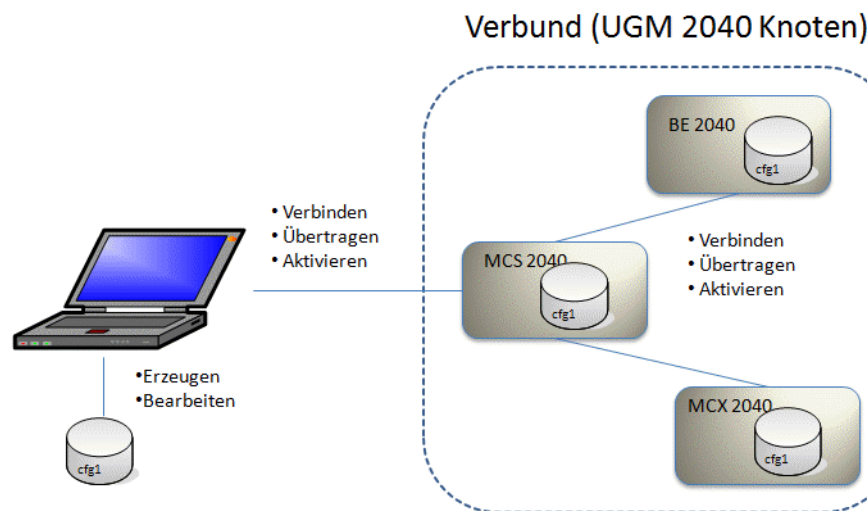 Verbund (UGM 2040 Knoten)
BE 2040
cfg1
• Verbinden
• Übertragen
• Aktivieren
MCS 2040
cfg1
• Verbinden
• Übertragen
• Aktivieren
•Erzeugen
•Bearbeiten
cfg1
MCX 2040
cfg1